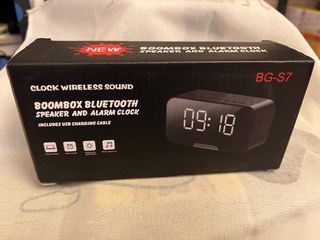 NEW
BOOMBOX BLUETOOTH
SPEAKER AND ALARM CLOCK
CLOCK WIRELESS SOUND
BG-S7
BOOMBOX BLUETOOTH
SPEAKER AND ALARM CLOCK
INCLUDES USB CHARGING CABLE
09:18